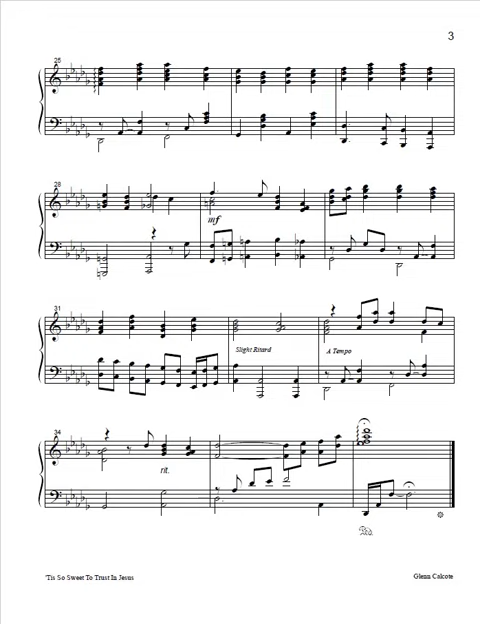 3
25
28
mf
31
Slight Ritard
A Tempo
34
rit.
Ped.
'Tis So Sweet To Trust In Jesus
Glenn Calcote